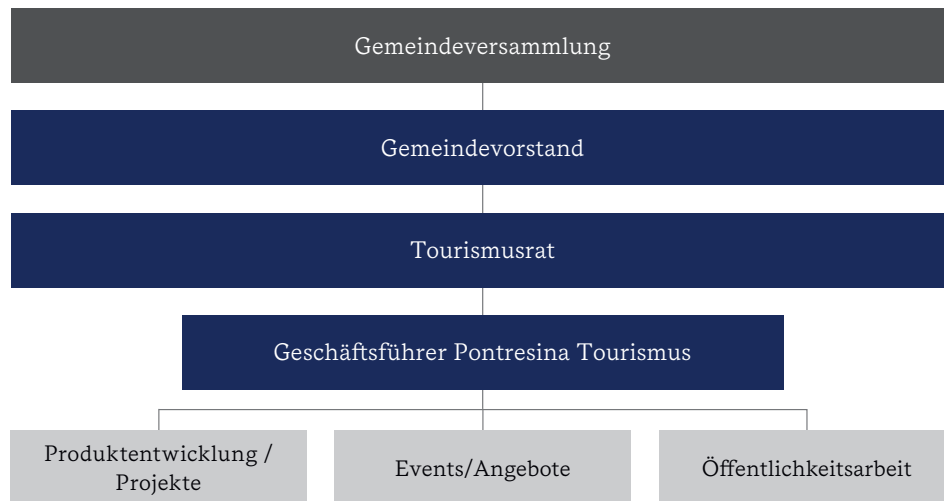 Gemeindeversammlung
Gemeindevorstand
Tourismusrat
Geschäftsführer Pontresina Tourismus
Produktentwicklung /
Projekte
Events/Angebote
Öffentlichkeitsarbeit